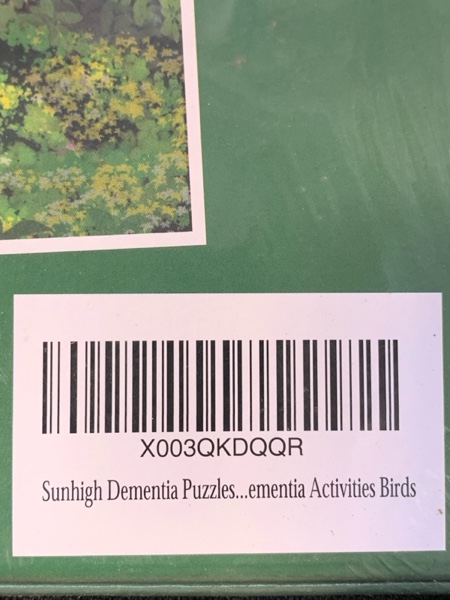 X003QKDQQR
Sunhigh Dementia Puzzles...ementia Activities Birds